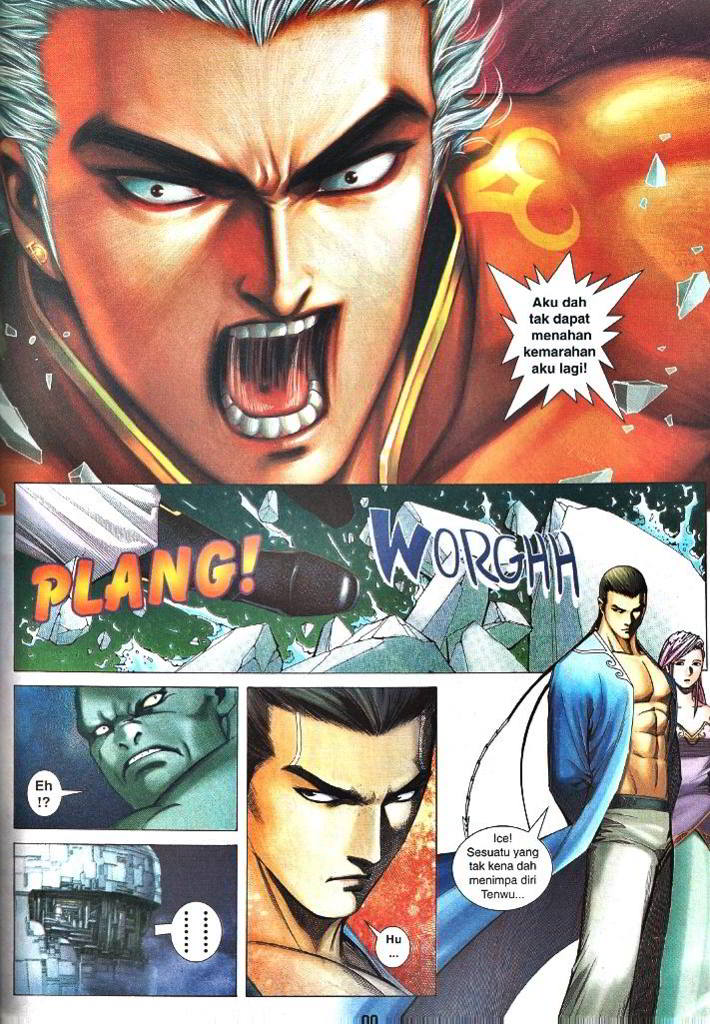 Aku dah
tak dapat
menahan
kemarahan
aku lagi!
PLANG!
WORGHH
Eh
!?
Hu
...
Ice!
Sesuatu yang
tak kena dah
menimpa diri
Tenwu...